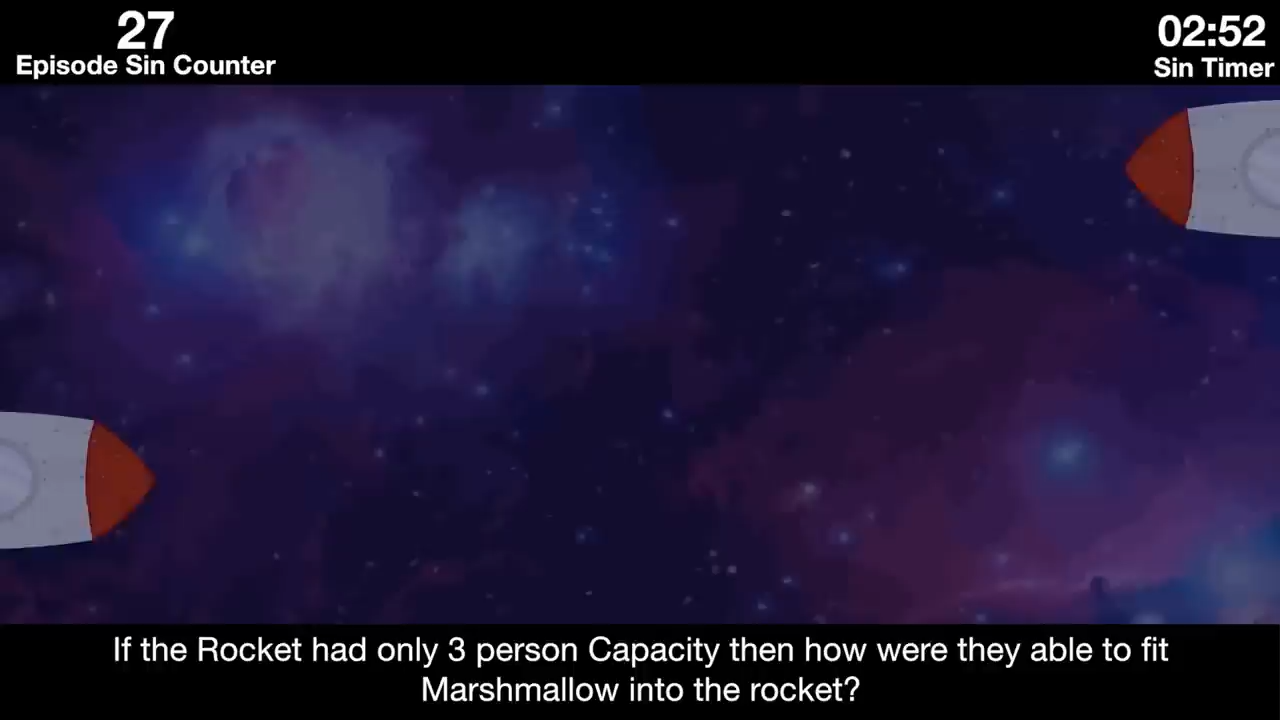 27
Episode Sin Counter
02:52
Sin Timer
If the Rocket had only 3 person Capacity then how were they able to fit
Marshmallow into the rocket?